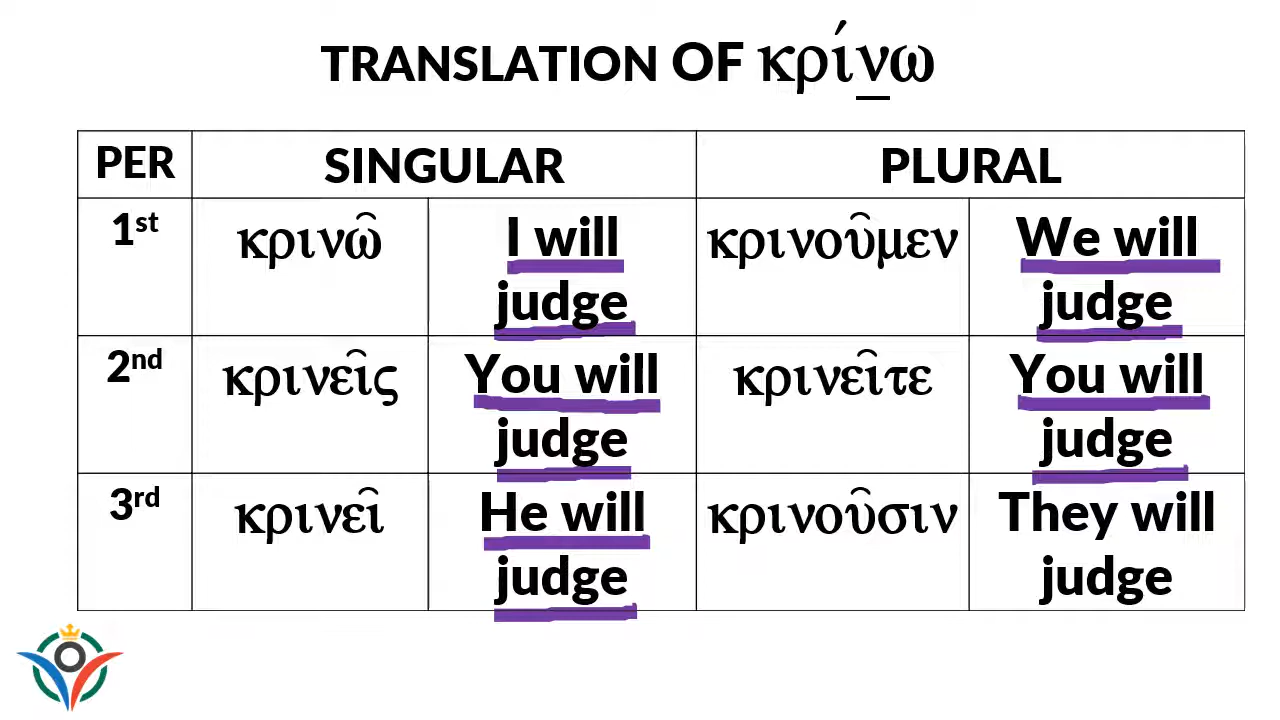 TRANSLATION OF κρίνω
PER SINGULAR PLURAL
1st κρινῶ I will judge κρινοῦμεν We will judge
2nd κρινεῖς You will judge κρινεῖτε You will judge
3rd κρινεῖ He will judge κρινοῦσιν They will judge